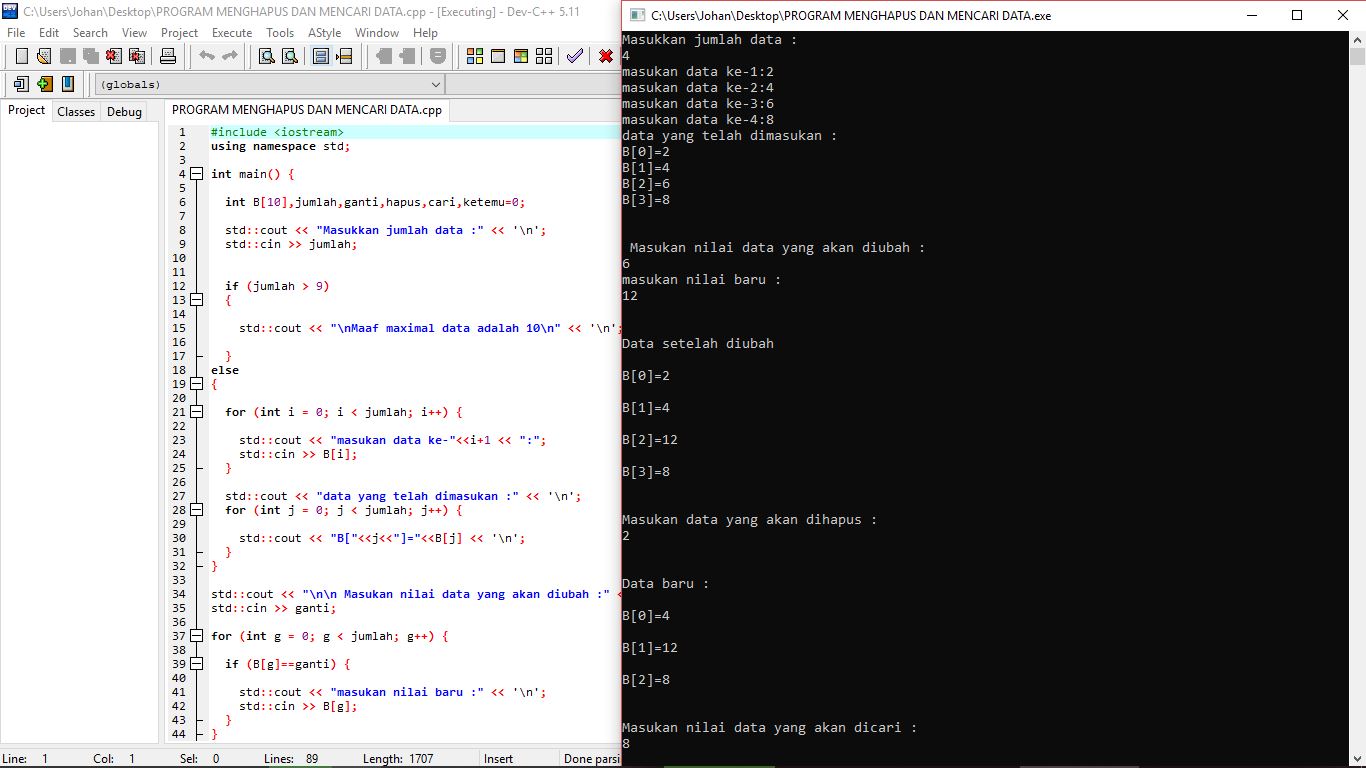 C:\Users\Johan\Desktop\PROGRAM MENGHAPUS DAN MENCARI DATA.cpp - [Executing] - Dev-C++ 5.11
File Edit Search View Project Execute Tools AStyle Window Help
(globals)
Project Classes Debug
PROGRAM MENGHAPUS DAN MENCARI DATA.cpp
1 #include <iostream>
2 using namespace std;
3
4 int main() {
5
6 int B[10],jumlah,ganti,hapus,cari,ketemu=0;
7
8 std::cout << "Masukkan jumlah data :" << '\n';
9 std::cin >> jumlah;
10
11
12 if (jumlah > 9)
13 {
14
15 std::cout << "\nMaaf maximal data adalah 10\n" << '\n';
16
17 }
18 else
19 {
20
21 for (int i = 0; i < jumlah; i++) {
22
23 std::cout << "masukan data ke-"<<i+1 << ":";
24 std::cin >> B[i];
25 }
26
27 std::cout << "data yang telah dimasukan :" << '\n';
28 for (int j = 0; j < jumlah; j++) {
29
30 std::cout << "B["<<j<<"]="<<B[j] << '\n';
31 }
32 }
33
34 std::cout << "\n\n Masukan nilai data yang akan diubah :" <
35 std::cin >> ganti;
36
37 for (int g = 0; g < jumlah; g++) {
38
39 if (B[g]==ganti) {
40
41 std::cout << "masukan nilai baru :" << '\n';
42 std::cin >> B[g];
43 }
44 }
Line: 1 Col: 1 Sel: 0 Lines: 89 Length: 1707 Insert Done parsi
C:\Users\Johan\Desktop\PROGRAM MENGHAPUS DAN MENCARI DATA.exe
Masukkan jumlah data :
4
masukan data ke-1:2
masukan data ke-2:4
masukan data ke-3:6
masukan data ke-4:8
data yang telah dimasukan :
B[0]=2
B[1]=4
B[2]=6
B[3]=8
Masukan nilai data yang akan diubah :
6
masukan nilai baru :
12
Data setelah diubah
B[0]=2
B[1]=4
B[2]=12
B[3]=8
Masukan data yang akan dihapus :
2
Data baru :
B[0]=4
B[1]=12
B[2]=8
Masukan nilai data yang akan dicari :
8